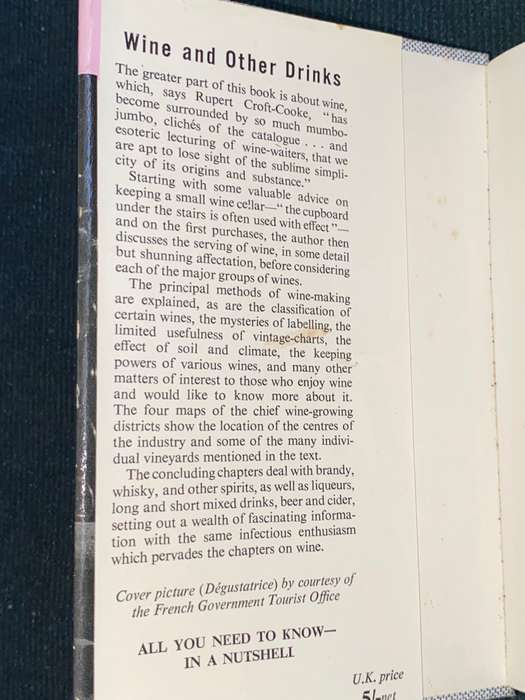 Wine and Other Drinks
The greater part of this book is about wine,
which, says Rupert Croft-Cooke, "has
become surrounded by so much mumbo-
jumbo, clichés of the catalogue . . . and
esoteric lecturing of wine-waiters, that we
are apt to lose sight of the sublime simpli-
city of its origins and substance."
Starting with some valuable advice on
keeping a small wine cellar—"the cupboard
under the stairs is often used with effect"—
and on the first purchases, the author then
discusses the serving of wine, in some detail
but shunning affectation, before considering
each of the major groups of wines.
The principal methods of wine-making
are explained, as are the classification of
certain wines, the mysteries of labelling, the
limited usefulness of vintage-charts, the
effect of soil and climate, the keeping
powers of various wines, and many other
matters of interest to those who enjoy wine
and would like to know more about it.
The four maps of the chief wine-growing
districts show the location of the centres of
the industry and some of the many indivi-
dual vineyards mentioned in the text.
The concluding chapters deal with brandy,
whisky, and other spirits, as well as liqueurs,
long and short mixed drinks, beer and cider,
setting out a wealth of fascinating informa-
tion with the same infectious enthusiasm
which pervades the chapters on wine.
Cover picture (Dégustatrice) by courtesy of
the French Government Tourist Office
ALL YOU NEED TO KNOW—
IN A NUTSHELL
U.K. price
5/- net